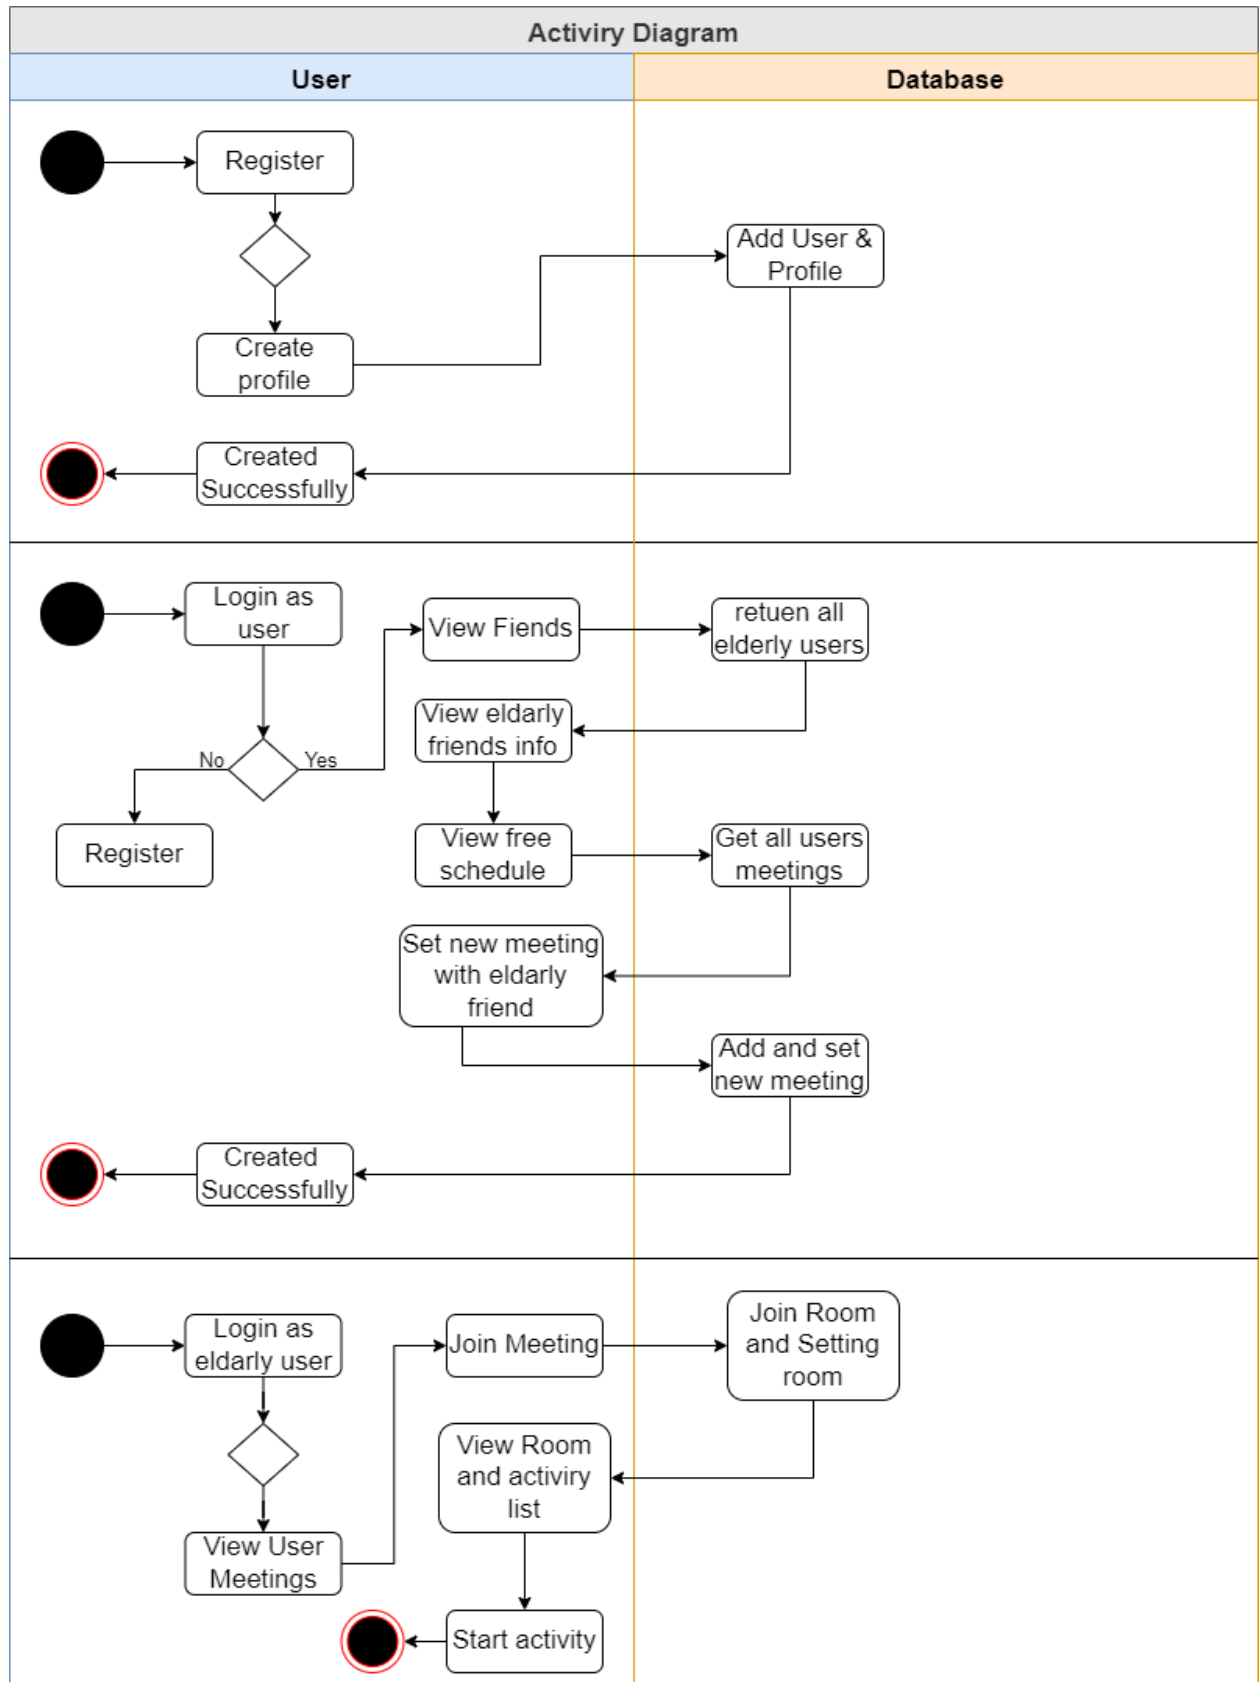 Activiry Diagram
User
Database
Register
Add User &
Profile
Create
profile
Created
Successfully
Login as
user
View Fiends
retuen all
elderly users
View eldarly
friends info
No
Yes
View free
schedule
Get all users
meetings
Register
Set new meeting
with eldarly
friend
Add and set
new meeting
Created
Successfully
Login as
eldarly user
Join Meeting
Join Room
and Setting
room
View Room
and activiry
list
View User
Meetings
Start activity